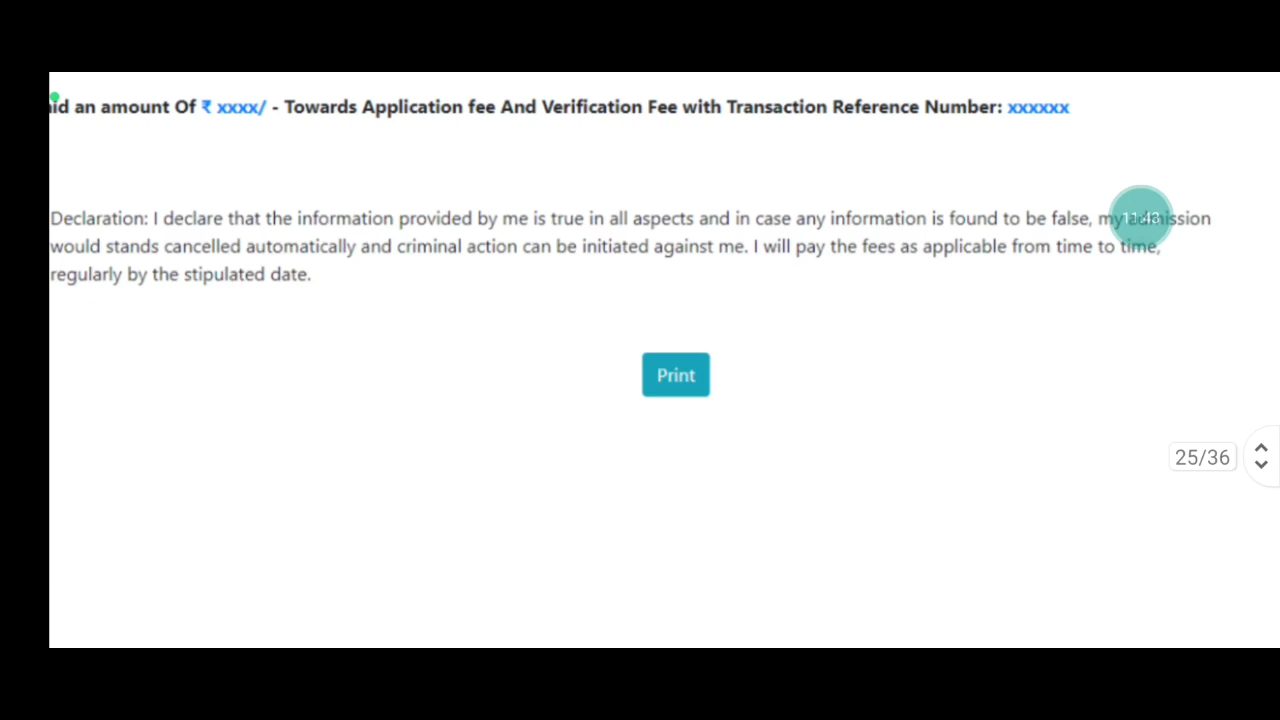 id an amount Of ₹ xxxx/ - Towards Application fee And Verification Fee with Transaction Reference Number: xxxxxx
Declaration: I declare that the information provided by me is true in all aspects and in case any information is found to be false, my admission
would stands cancelled automatically and criminal action can be initiated against me. I will pay the fees as applicable from time to time,
regularly by the stipulated date.
Print
25/36